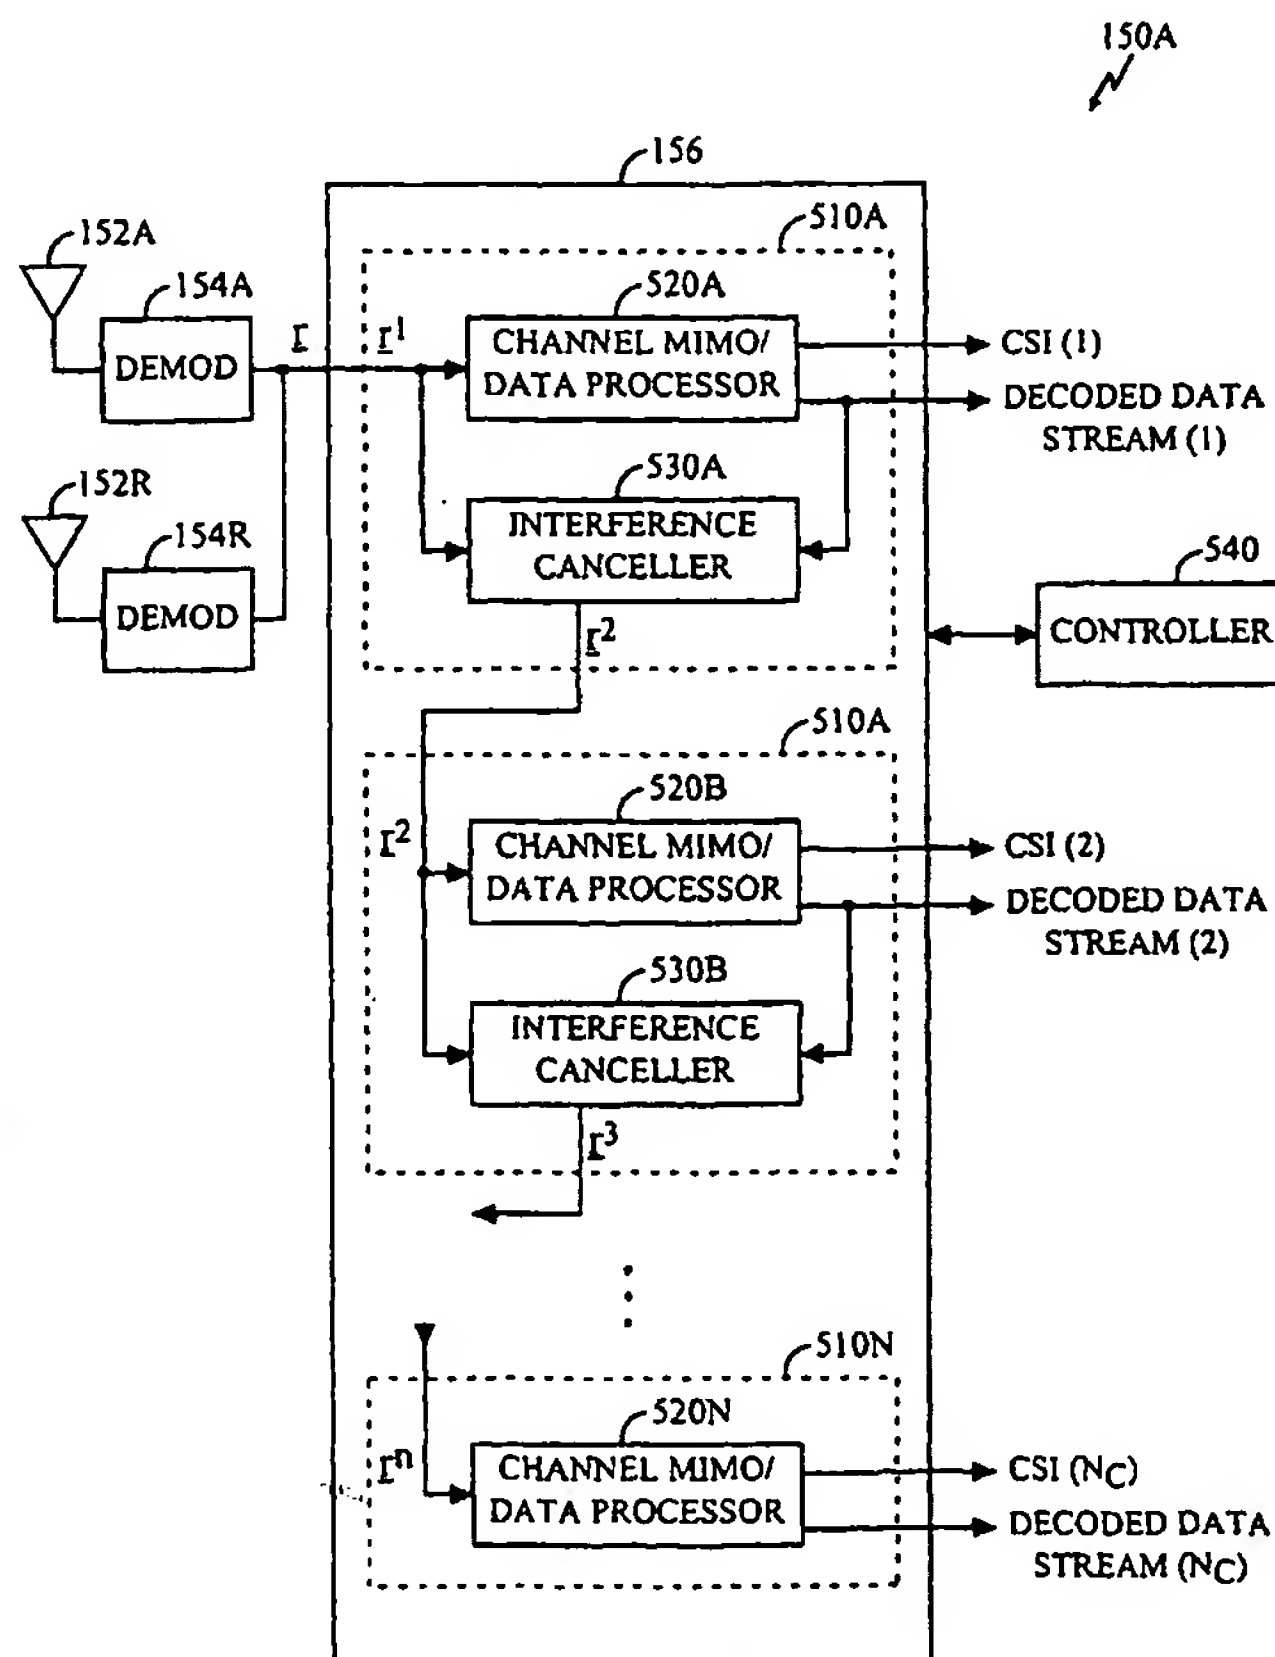 150A
156
510A
152A
154A
520A
r
r¹
DEMOD
CHANNEL MIMO/
DATA PROCESSOR
CSI (1)
DECODED DATA
STREAM (1)
530A
152R
154R
INTERFERENCE
CANCELLER
540
DEMOD
CONTROLLER
r²
510A
520B
r²
CHANNEL MIMO/
DATA PROCESSOR
CSI (2)
DECODED DATA
STREAM (2)
530B
INTERFERENCE
CANCELLER
r³
510N
520N
rⁿ
CHANNEL MIMO/
DATA PROCESSOR
CSI (NC)
DECODED DATA
STREAM (NC)